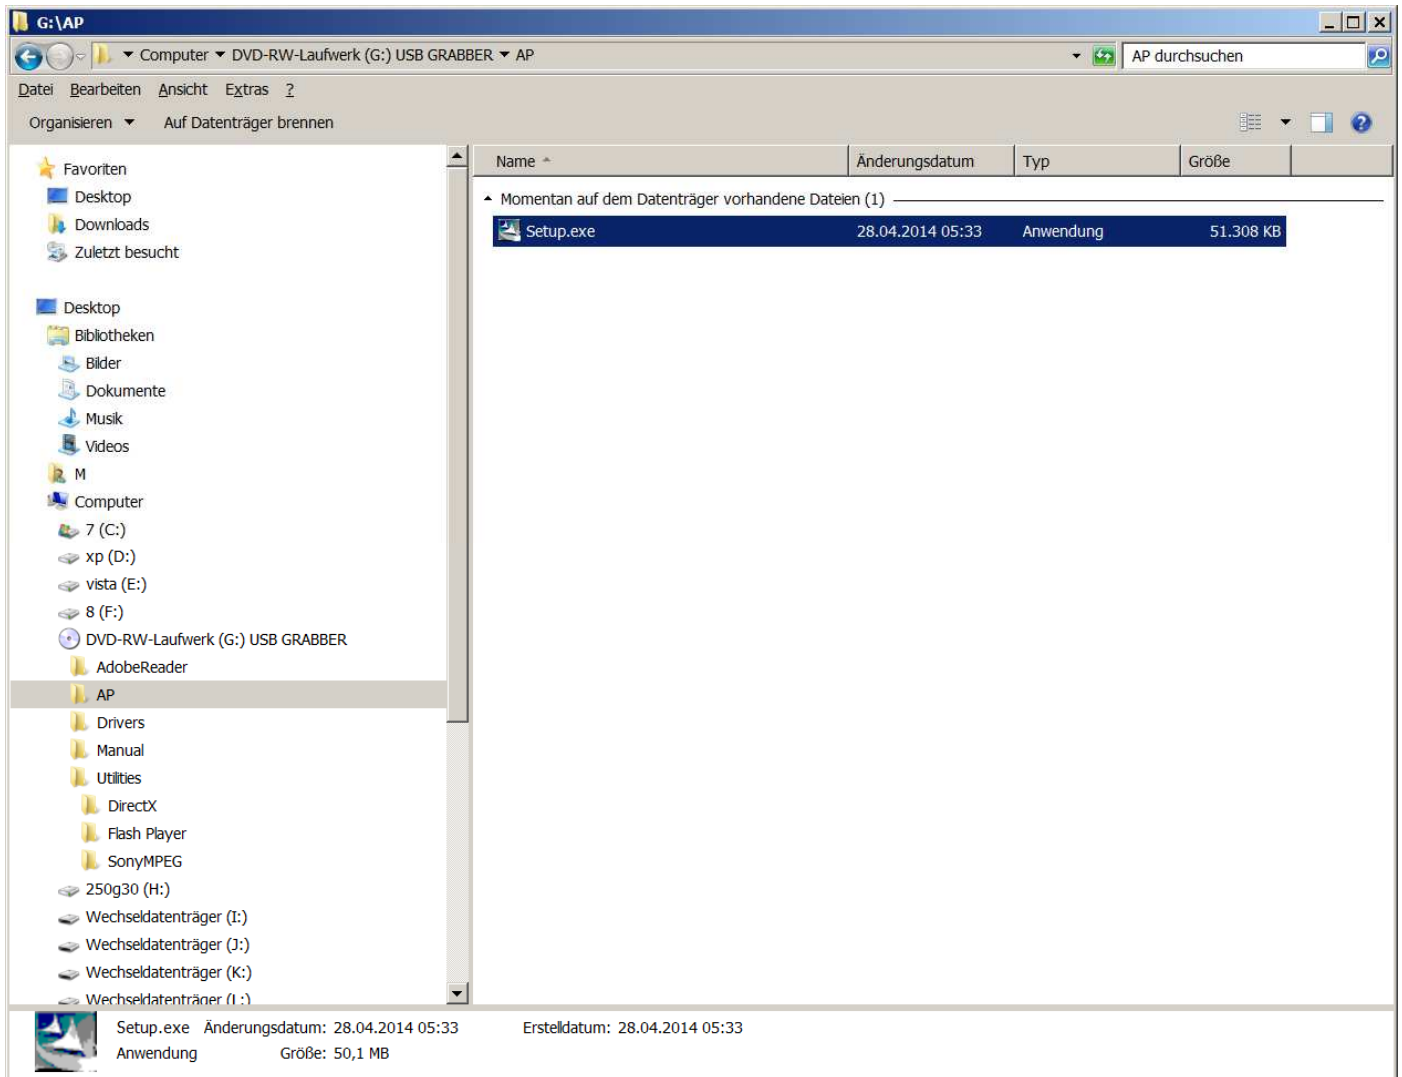 G:\AP
Computer DVD-RW-Laufwerk (G:) USB GRABBER AP
AP durchsuchen
Datei Bearbeiten Ansicht Extras ?
Organisieren Auf Datenträger brennen
Favoriten
Desktop
Downloads
Zuletzt besucht
Desktop
Bibliotheken
Bilder
Dokumente
Musik
Videos
M
Computer
7 (C:)
xp (D:)
vista (E:)
8 (F:)
DVD-RW-Laufwerk (G:) USB GRABBER
AdobeReader
AP
Drivers
Manual
Utilities
DirectX
Flash Player
SonyMPEG
250g30 (H:)
Wechseldatenträger (I:)
Wechseldatenträger (J:)
Wechseldatenträger (K:)
Wechseldatenträger (L:)
Name Änderungsdatum Typ Größe
Momentan auf dem Datenträger vorhandene Dateien (1)
Setup.exe 28.04.2014 05:33 Anwendung 51.308 KB
Setup.exe Änderungsdatum: 28.04.2014 05:33 Erstelldatum: 28.04.2014 05:33
Anwendung Größe: 50,1 MB